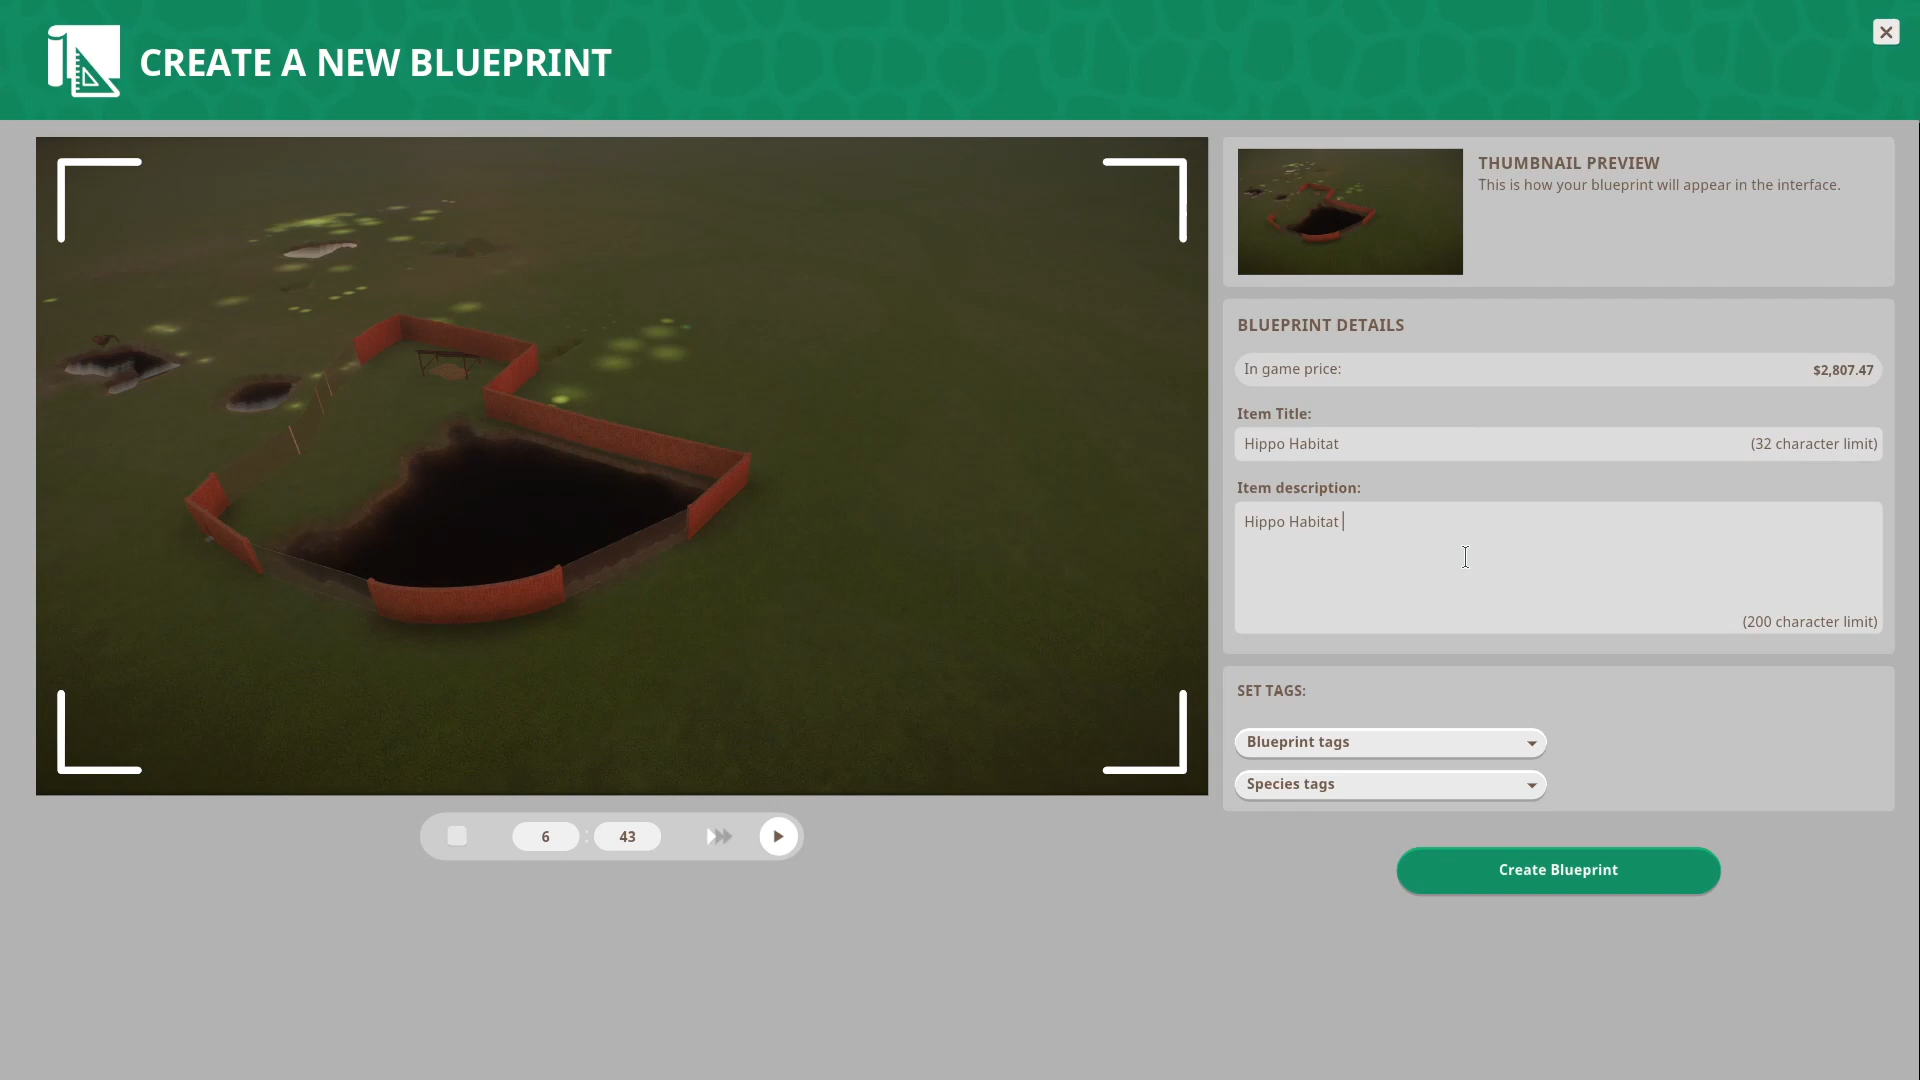 CREATE A NEW BLUEPRINT
THUMBNAIL PREVIEW
This is how your blueprint will appear in the interface.
BLUEPRINT DETAILS
In game price: $2,807.47
Item Title:
Hippo Habitat (32 character limit)
Item description:
Hippo Habitat
(200 character limit)
SET TAGS:
Blueprint tags
Species tags
6 : 43
Create Blueprint